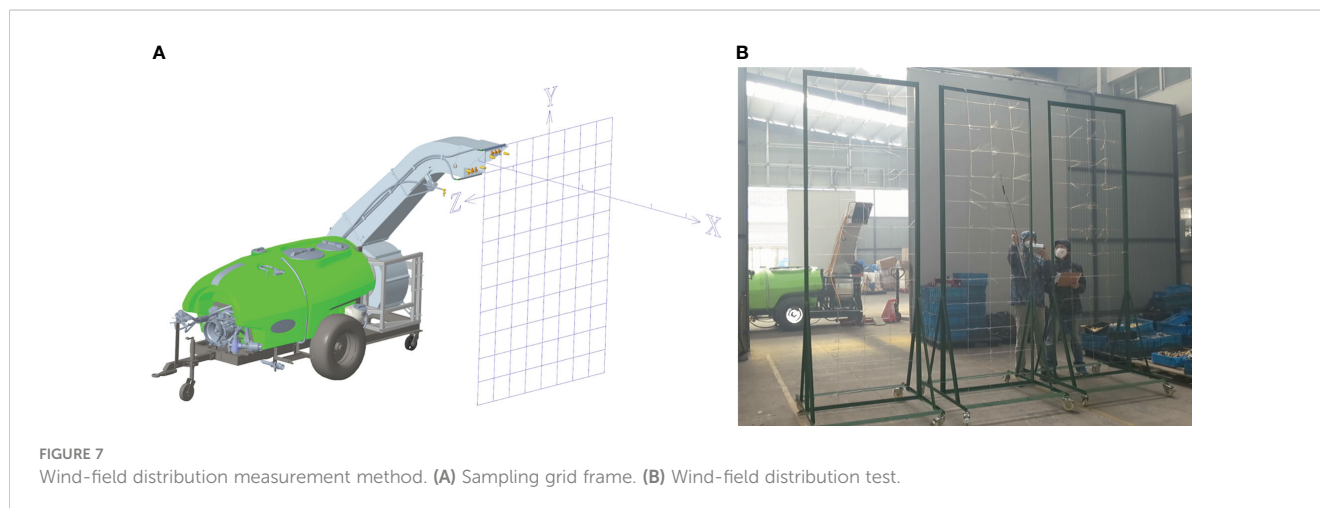 A
B
Y
Z
X
FIGURE 7
Wind-field distribution measurement method. (A) Sampling grid frame. (B) Wind-field distribution test.